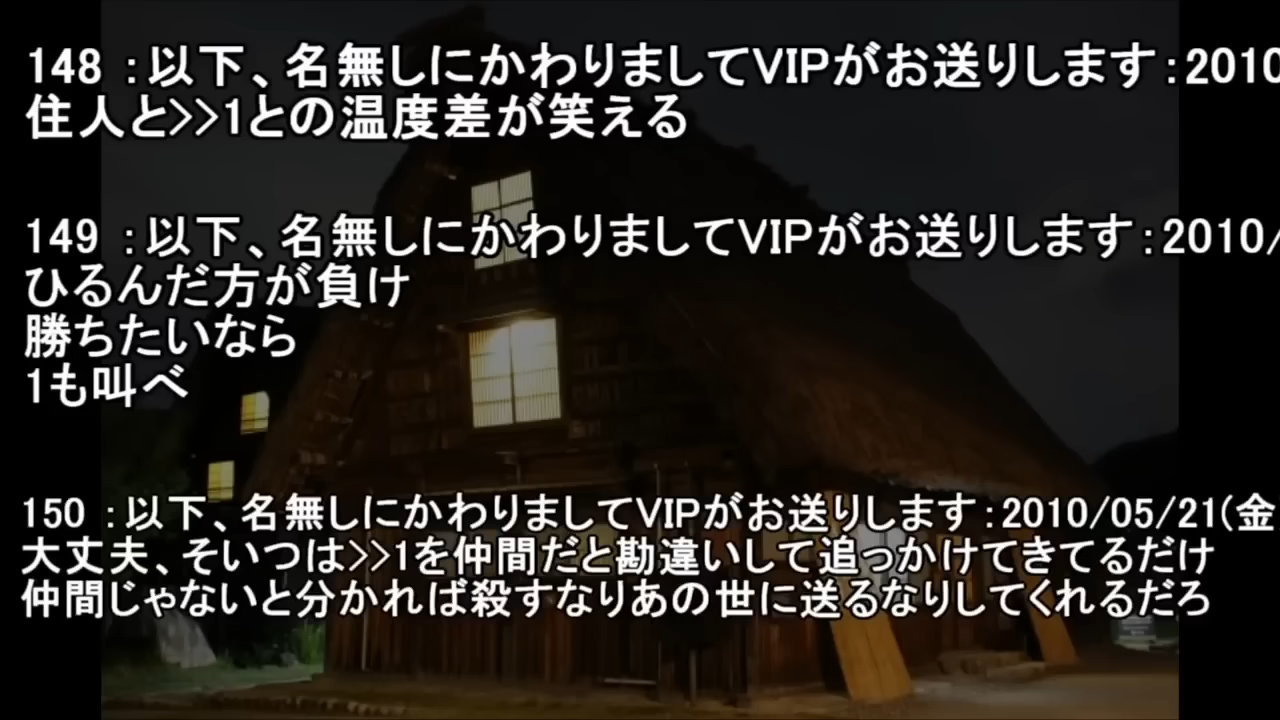 148 ：以下、名無しにかわりましてVIPがお送りします：2010
住人と>>1との温度差が笑える
149 ：以下、名無しにかわりましてVIPがお送りします：2010/
ひるんだ方が負け
勝ちたいなら
1も叫べ
150 ：以下、名無しにかわりましてVIPがお送りします：2010/05/21(金
大丈夫、そいつは>>1を仲間だと勘違いして追っかけてきてるだけ
仲間じゃないと分かれば殺すなりあの世に送るなりしてくれるだろ